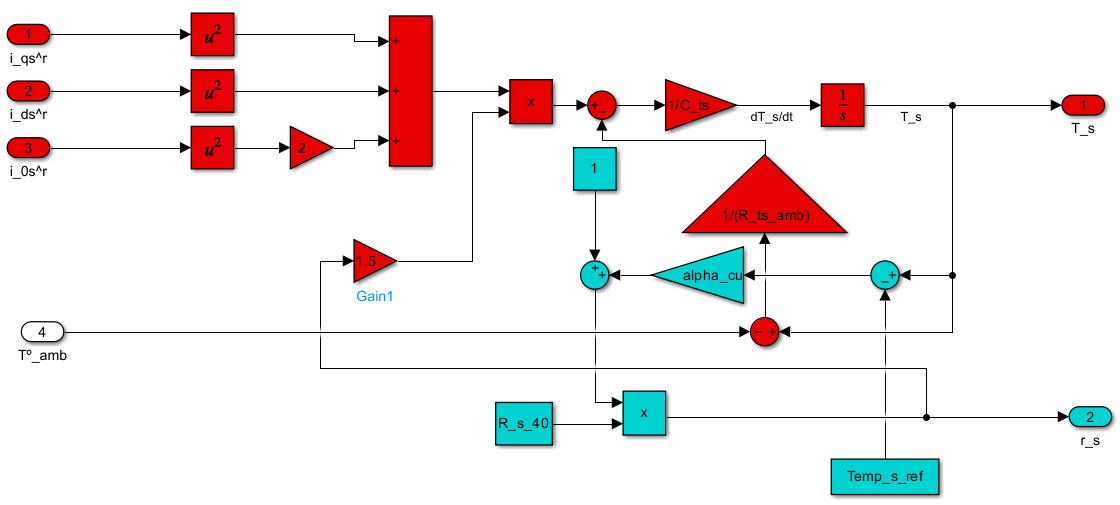 1
i_qs^r
u²
+
2
i_ds^r
u²
+
3
i_0s^r
u²
2
+
x
+
-
1/C_ts
dT_s/dt
1
s
T_s
1
T_s
1
1/(R_ts_amb)
1.5
Gain1
+
+
alpha_cu
-
+
4
Tº_amb
-
+
R_s_40
x
2
r_s
Temp_s_ref